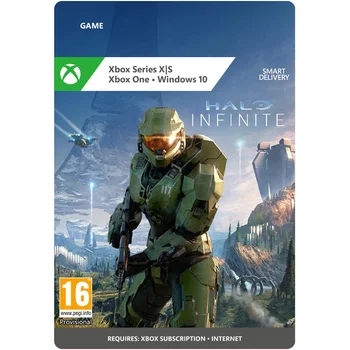 GAME
Xbox Series X|S
Xbox One • Windows 10
SMART
DELIVERY
HALO
INFINITE
16
www.pegi.info
Provisional
REQUIRES: XBOX SUBSCRIPTION • INTERNET